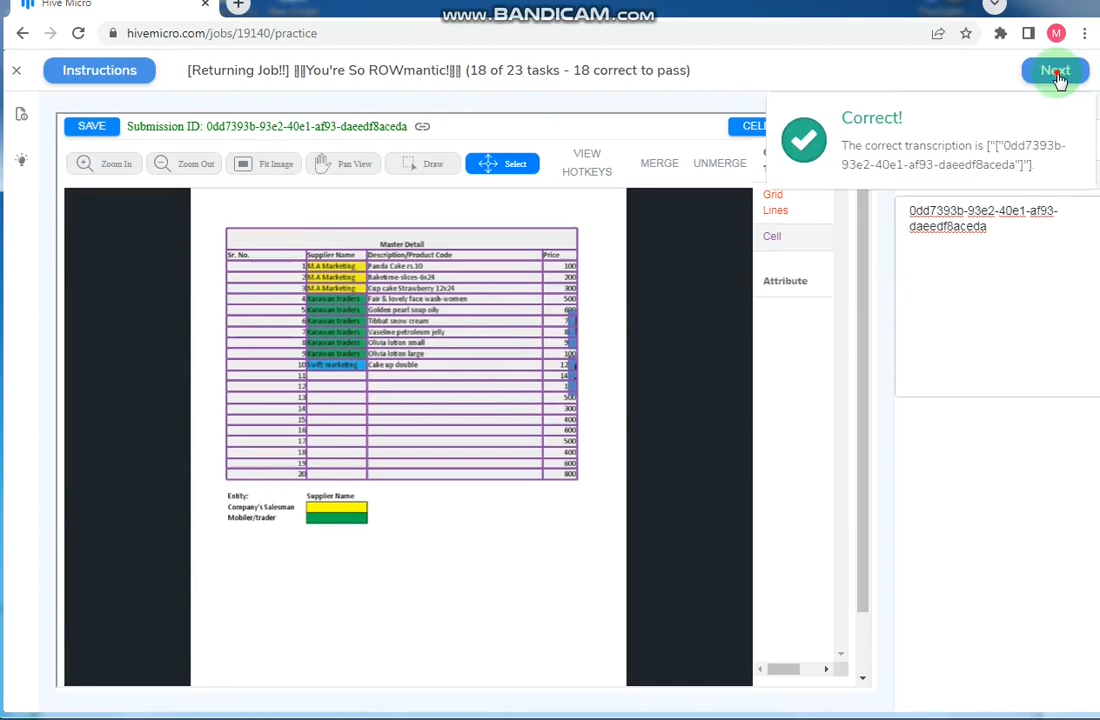 Hive Micro
www.BANDICAM.com
hivemicro.com/jobs/19140/practice
M
Instructions
[Returning Job!!] You're So ROWmantic! (18 of 23 tasks - 18 correct to pass)
Next
SAVE
Submission ID: 0dd7393b-93e2-40e1-af93-daeedf8aceda
CELL
Correct!
The correct transcription is ["["0dd7393b-
93e2-40e1-af93-daeedf8aceda"]"].
Zoom In
Zoom Out
Fit Image
Pan View
Draw
Select
VIEW
HOTKEYS
MERGE
UNMERGE
Grid
Lines
Cell
Attribute
0dd7393b-93e2-40e1-af93-
daeedf8aceda
Master Detail
Sr. No. Supplier Name Description/Product Code Price
1 M.A Marketing Panda Cake rs.10 100
2 M.A Marketing Baketime-slices-6x24 200
3 M.A Marketing Cup cake Strawberry 12x24 300
4 Karawan traders Fair & lovely face wash-women 500
5 Karawan traders Golden pearl soap oily 600
6 Karawan traders Tibbat snow cream
7 Karawan traders Vaseline petroleum jelly
8 Karawan traders Olivia lotion small
9 Karawan traders Olivia lotion large 100
10 Swift marketing Cake up double 12
11 14
12
13 500
14 300
15 400
16 600
17 500
18 400
19 600
20 800
Entity: Supplier Name
Company's Salesman
Mobiler/trader